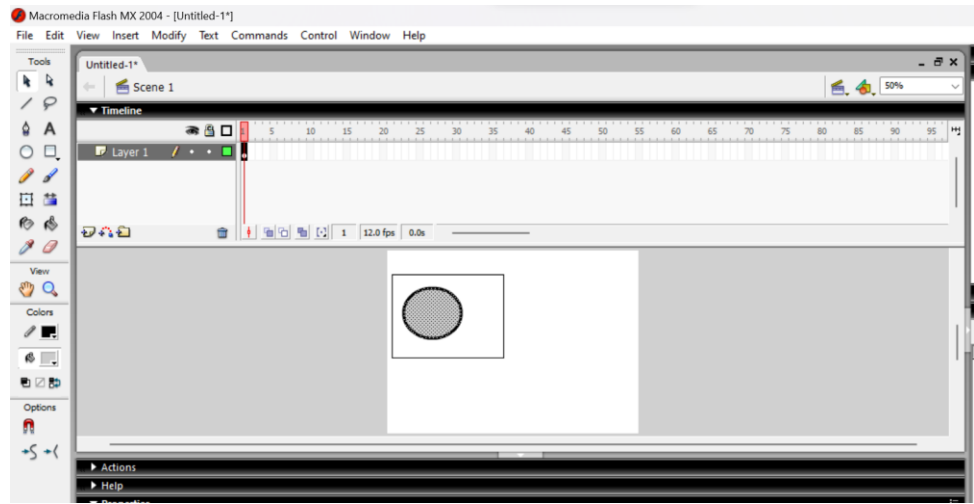 Macromedia Flash MX 2004 - [Untitled-1*]
File Edit View Insert Modify Text Commands Control Window Help
Tools
Untitled-1*
Scene 1
50%
Timeline
1 5 10 15 20 25 30 35 40 45 50 55 60 65 70 75 80 85 90 95
Layer 1
1 12.0 fps 0.0s
View
Colors
Options
Actions
Help
Properties